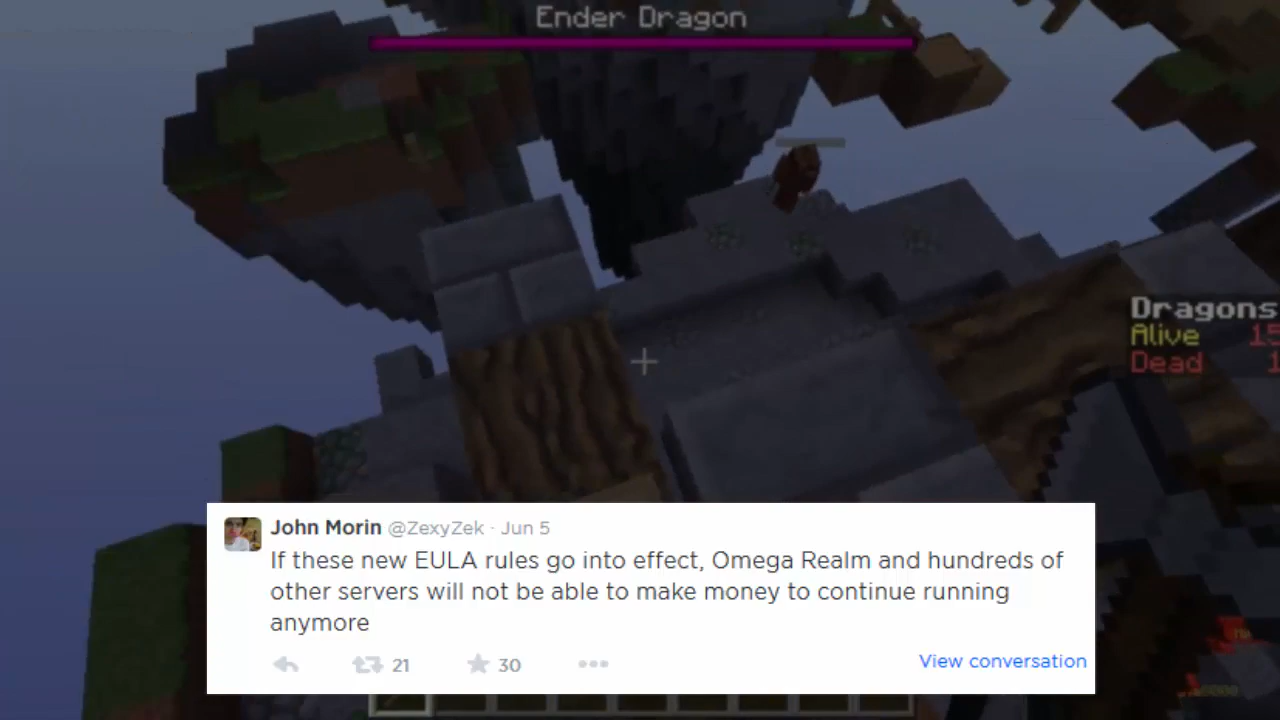 Ender Dragon
Dragons
Alive 15
Dead 1
John Morin @ZexyZek · Jun 5
If these new EULA rules go into effect, Omega Realm and hundreds of
other servers will not be able to make money to continue running
anymore
21 30
View conversation